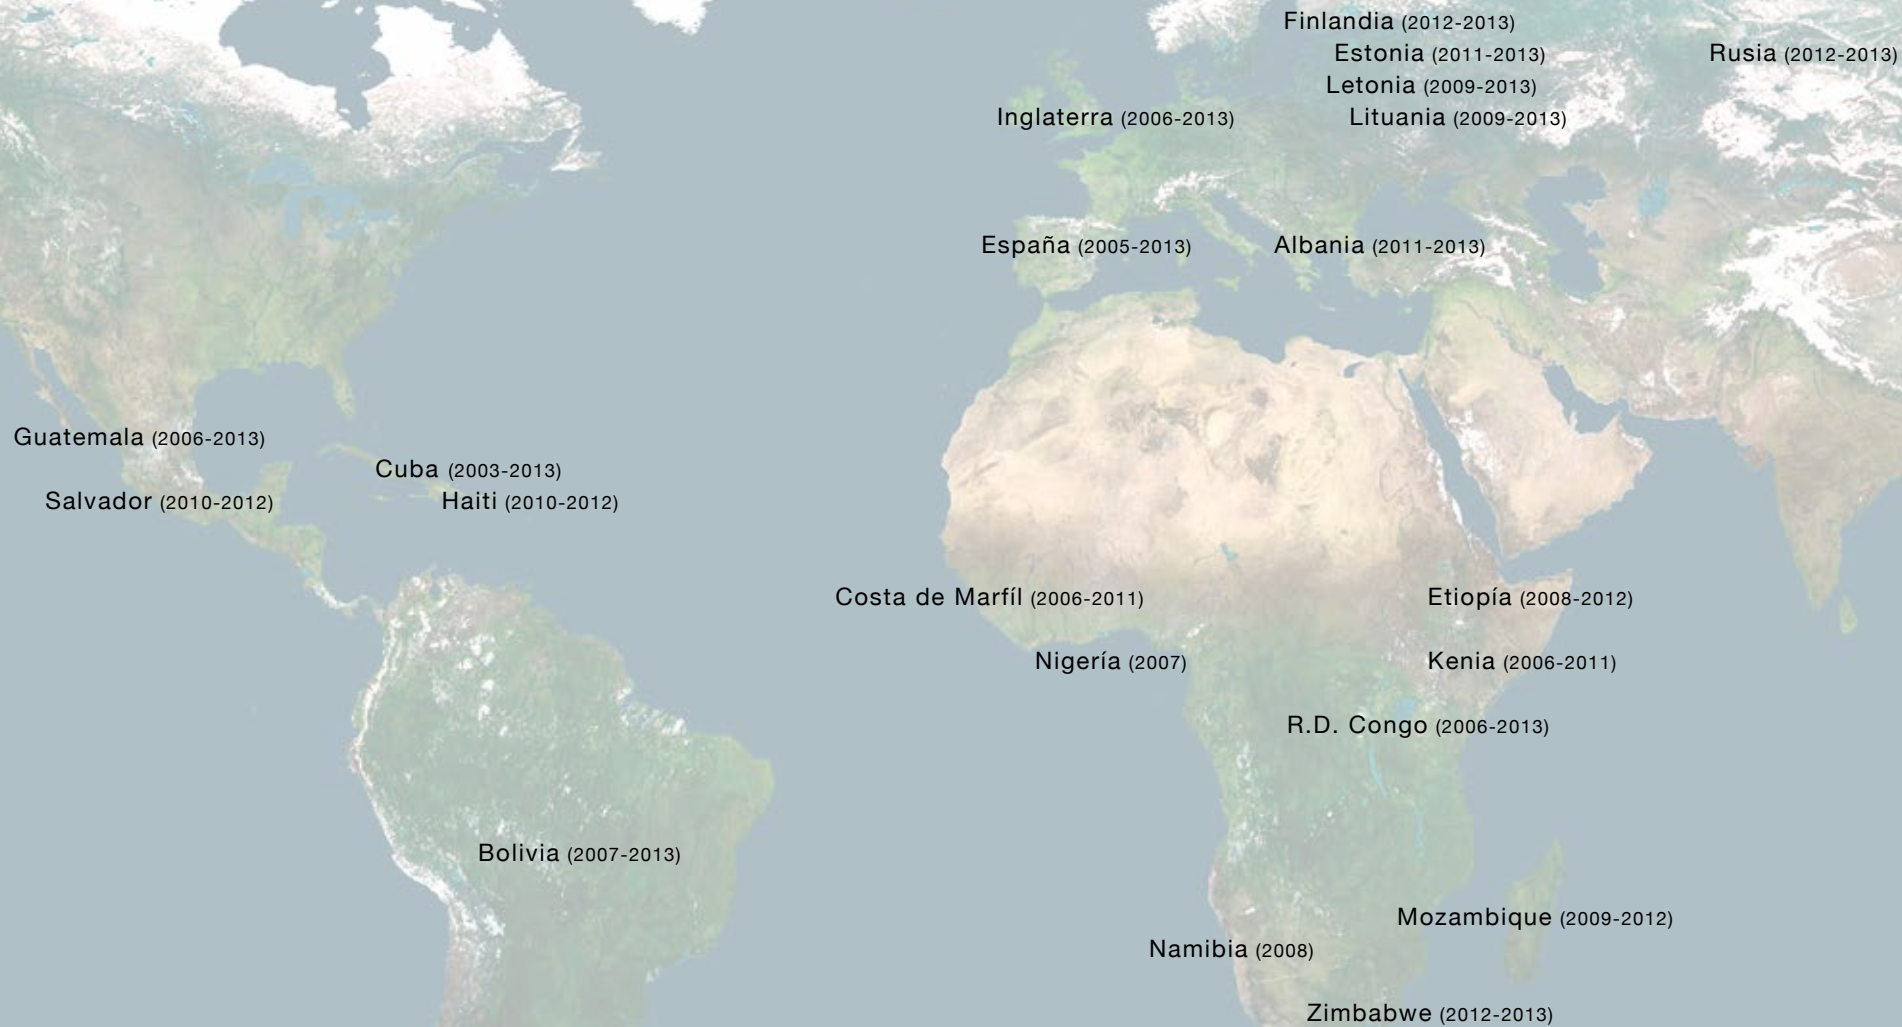 Finlandia (2012-2013)
Estonia (2011-2013)
Rusia (2012-2013)
Letonia (2009-2013)
Inglaterra (2006-2013)
Lituania (2009-2013)
España (2005-2013)
Albania (2011-2013)
Guatemala (2006-2013)
Cuba (2003-2013)
Salvador (2010-2012)
Haiti (2010-2012)
Costa de Marfíl (2006-2011)
Etiopía (2008-2012)
Nigería (2007)
Kenia (2006-2011)
R.D. Congo (2006-2013)
Bolivia (2007-2013)
Mozambique (2009-2012)
Namibia (2008)
Zimbabwe (2012-2013)